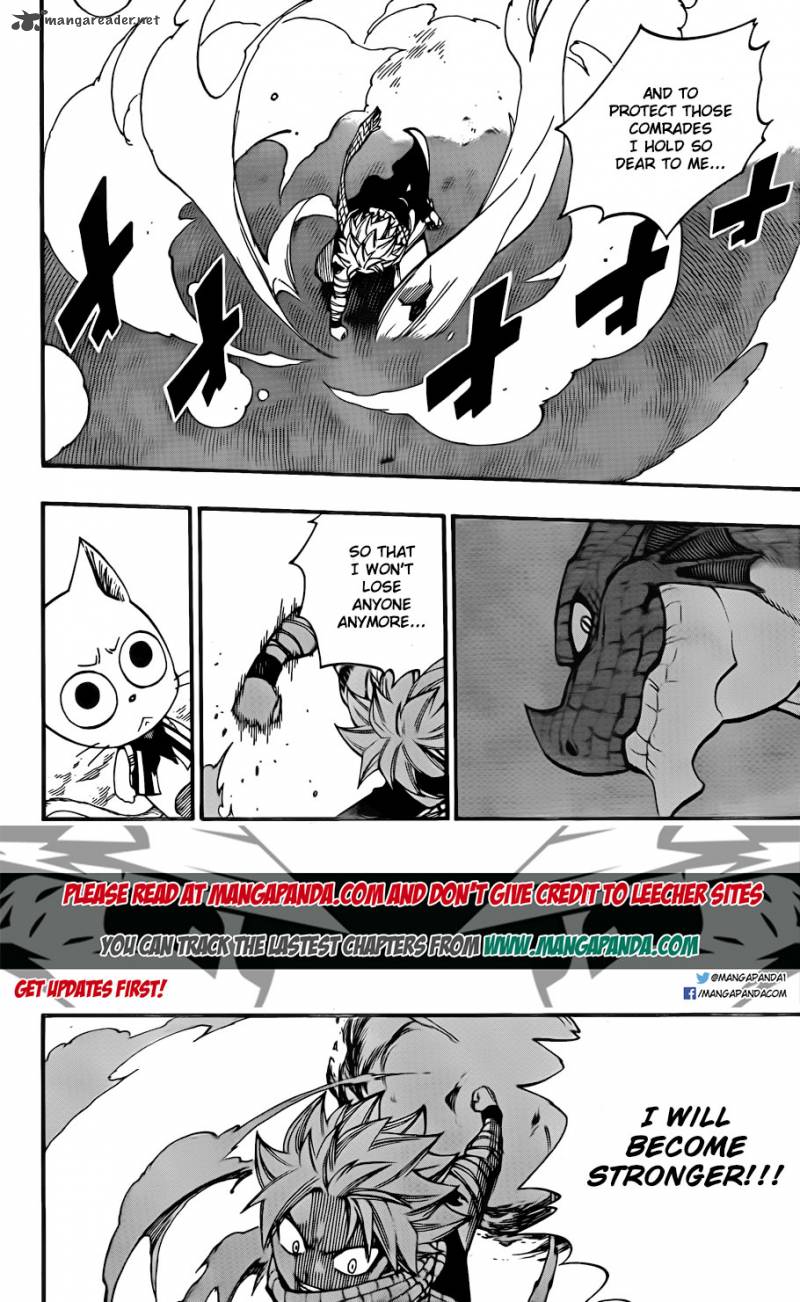 mangareader.net
AND TO
PROTECT THOSE
COMRADES
I HOLD SO
DEAR TO ME...
SO THAT
I WON'T
LOSE
ANYONE
ANYMORE...
PLEASE READ AT MANGAPANDA.COM AND DON'T GIVE CREDIT TO LEECHER SITES
YOU CAN TRACK THE LASTEST CHAPTERS FROM WWW.MANGAPANDA.COM
GET UPDATES FIRST!
@MANGAPANDA1
/MANGAPANDACOM
I WILL
BECOME
STRONGER!!!